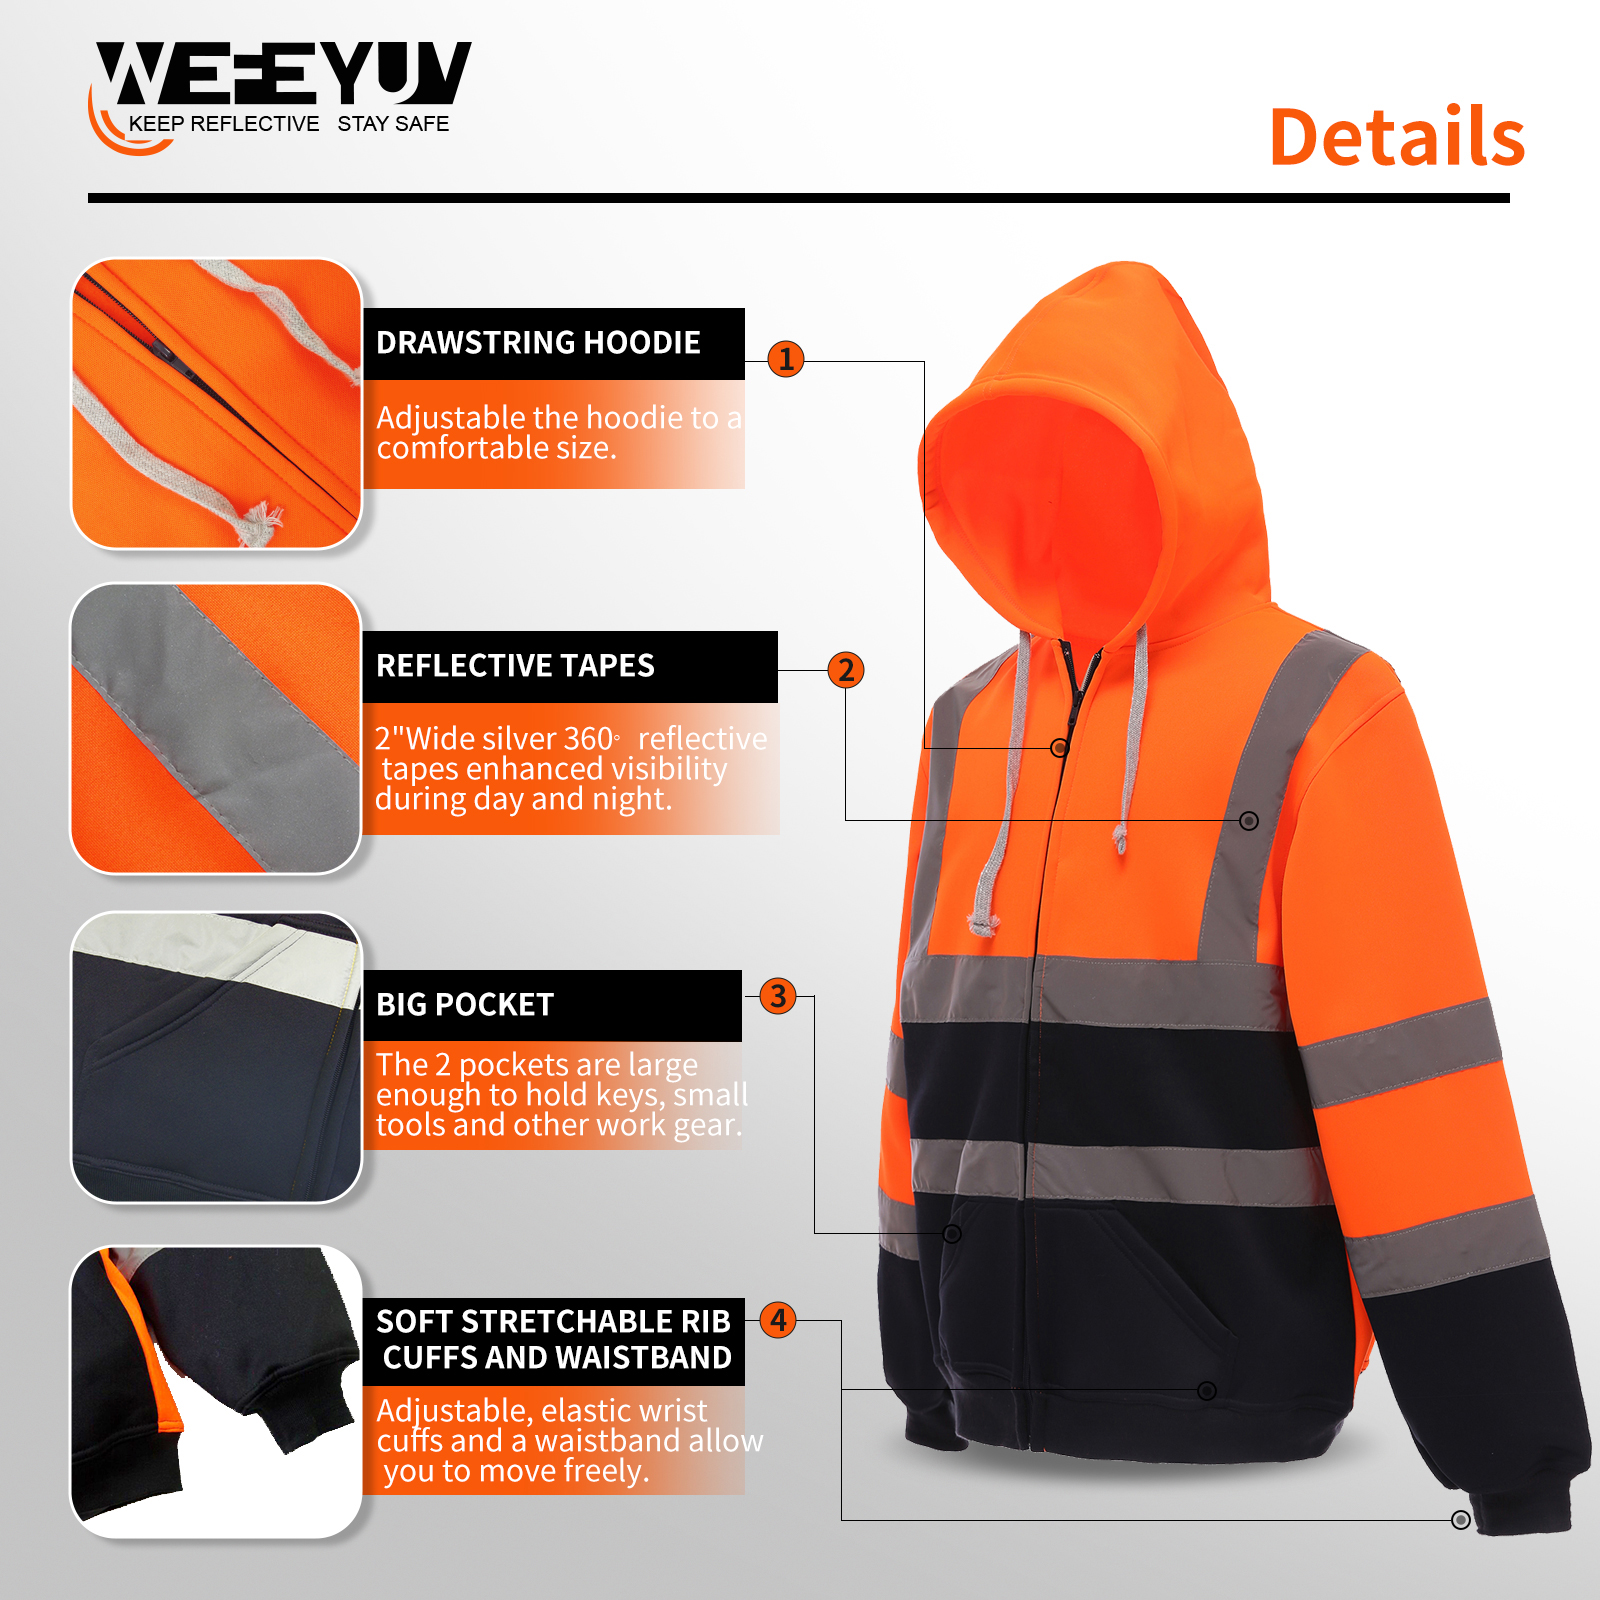 WEFEYUV
KEEP REFLECTIVE STAY SAFE
Details
DRAWSTRING HOODIE
Adjustable the hoodie to a
comfortable size.
1
REFLECTIVE TAPES
2"Wide silver 360° reflective
tapes enhanced visibility
during day and night.
2
BIG POCKET
The 2 pockets are large
enough to hold keys, small
tools and other work gear.
3
SOFT STRETCHABLE RIB
CUFFS AND WAISTBAND
Adjustable, elastic wrist
cuffs and a waistband allow
you to move freely.
4